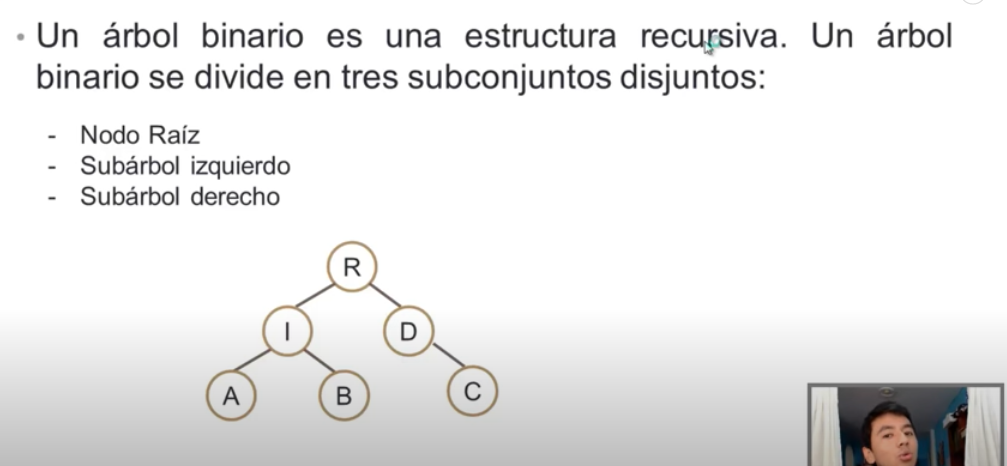 • Un árbol binario es una estructura recursiva. Un árbol
binario se divide en tres subconjuntos disjuntos:
- Nodo Raíz
- Subárbol izquierdo
- Subárbol derecho
R
I D
A B C